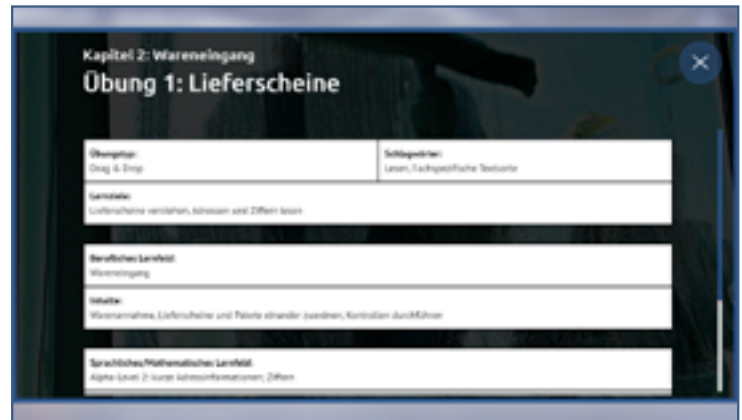 Kapitel 2: Wareneingang
Übung 1: Lieferscheine
Übungstyp:
Drag & Drop
Schlagwörter:
Lesen, Fachspezifische Textsorte
Lernziele:
Lieferscheine verstehen, Adressen und Ziffern lesen
Berufliches Lernfeld:
Wareneingang
Inhalte:
Warenannahme, Lieferscheine und Pakete einander zuordnen, Kontrollen durchführen
Sprachliches/Mathematisches Lernfeld:
Alpha-Level 2: kurze Adressinformationen; Ziffern